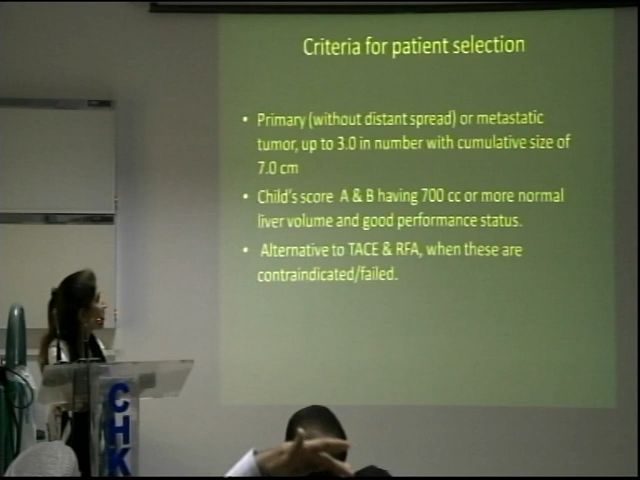 Criteria for patient selection
• Primary (without distant spread) or metastatic
tumor, up to 3.0 in number with cumulative size of
7.0 cm
• Child's score A & B having 700 cc or more normal
liver volume and good performance status.
• Alternative to TACE & RFA, when these are
contraindicated/failed.
CHK